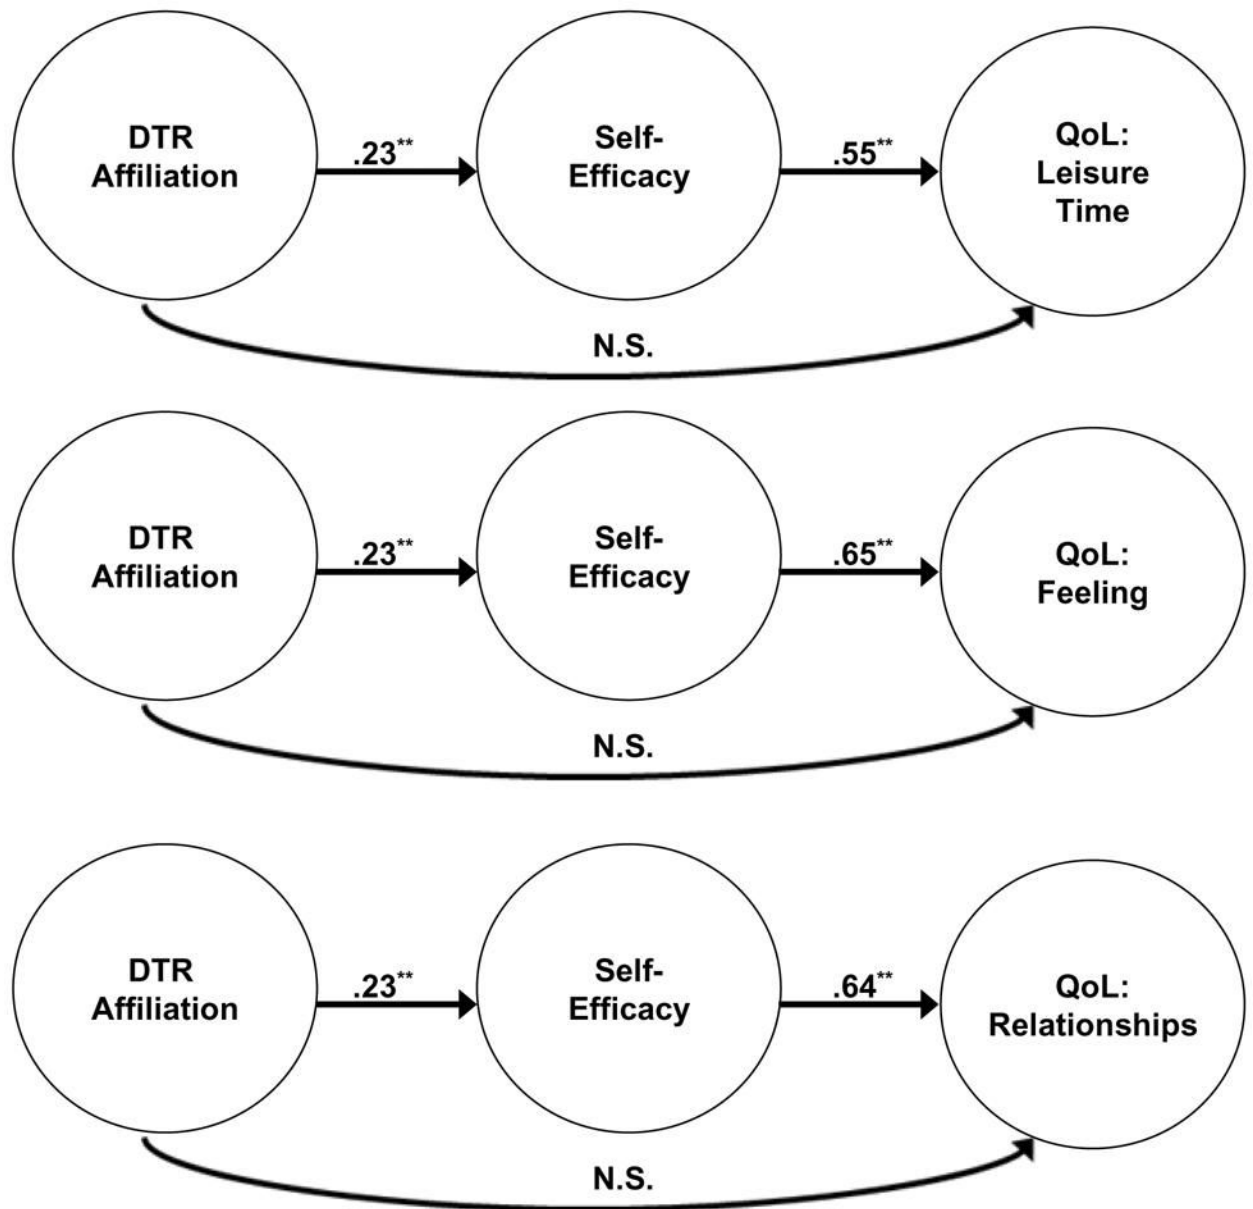 DTR
Affiliation
.23**
Self-
Efficacy
.55**
QoL:
Leisure
Time
N.S.
DTR
Affiliation
.23**
Self-
Efficacy
.65**
QoL:
Feeling
N.S.
DTR
Affiliation
.23**
Self-
Efficacy
.64**
QoL:
Relationships
N.S.